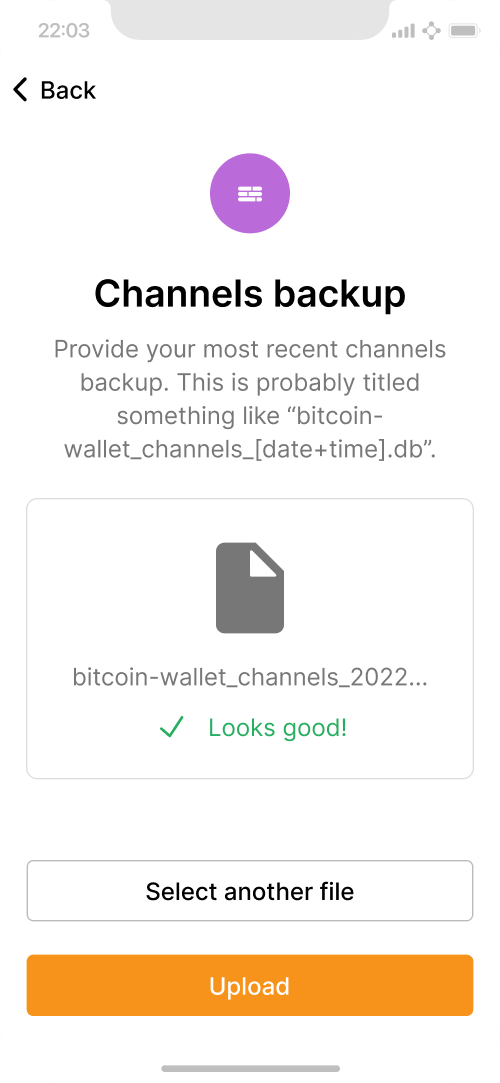 22:03
Back
Channels backup
Provide your most recent channels
backup. This is probably titled
something like “bitcoin-
wallet_channels_[date+time].db”.
bitcoin-wallet_channels_2022...
Looks good!
Select another file
Upload